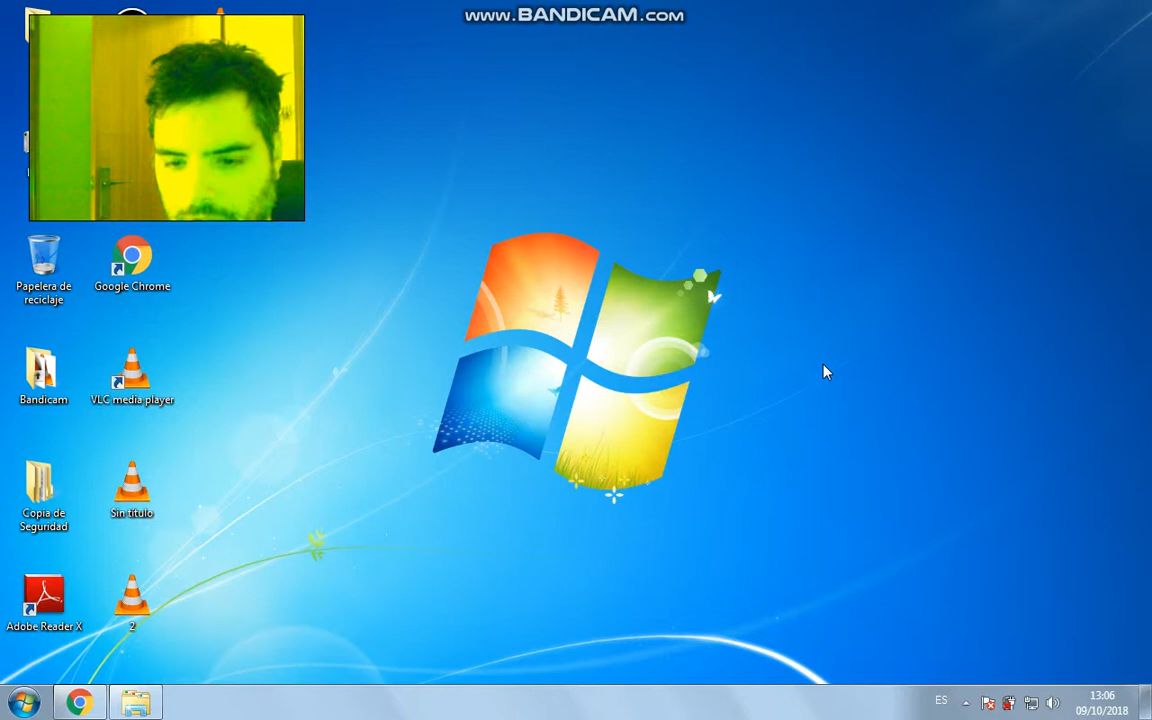 www.BANDICAM.com
Papelera de
reciclaje
Google Chrome
Bandicam
VLC media player
Copia de
Seguridad
Sin título
Adobe Reader X
2
ES
13:06
09/10/2018